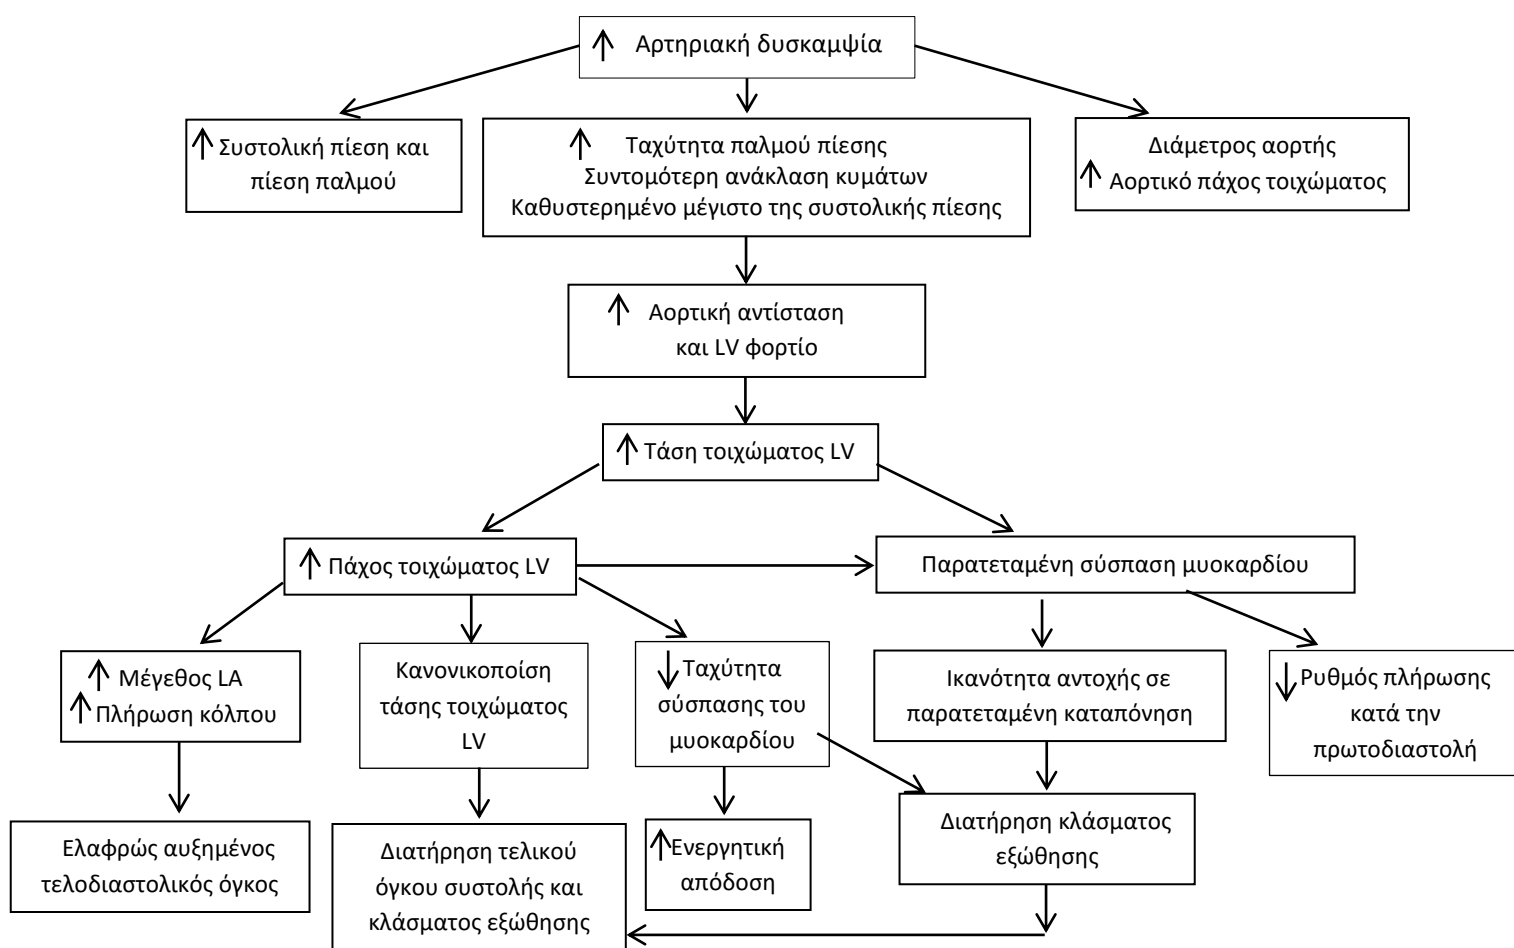 ↑ Αρτηριακή δυσκαμψία
↑ Συστολική πίεση και
πίεση παλμού
↑ Ταχύτητα παλμού πίεσης
Συντομότερη ανάκλαση κυμάτων
Καθυστερημένο μέγιστο της συστολικής πίεσης
Διάμετρος αορτής
↑ Αορτικό πάχος τοιχώματος
↑ Αορτική αντίσταση
και LV φορτίο
↑ Τάση τοιχώματος LV
↑ Πάχος τοιχώματος LV
Παρατεταμένη σύσπαση μυοκαρδίου
↑ Μέγεθος LA
↑ Πλήρωση κόλπου
Κανονικοποίση
τάσης τοιχώματος
LV
↓ Ταχύτητα
σύσπασης του
μυοκαρδίου
Ικανότητα αντοχής σε
παρατεταμένη καταπόνηση
↓ Ρυθμός πλήρωσης
κατά την
πρωτοδιαστολή
Ελαφρώς αυξημένος
τελοδιαστολικός όγκος
Διατήρηση τελικού
όγκου συστολής και
κλάσματος εξώθησης
↑ Ενεργητική
απόδοση
Διατήρηση κλάσματος
εξώθησης